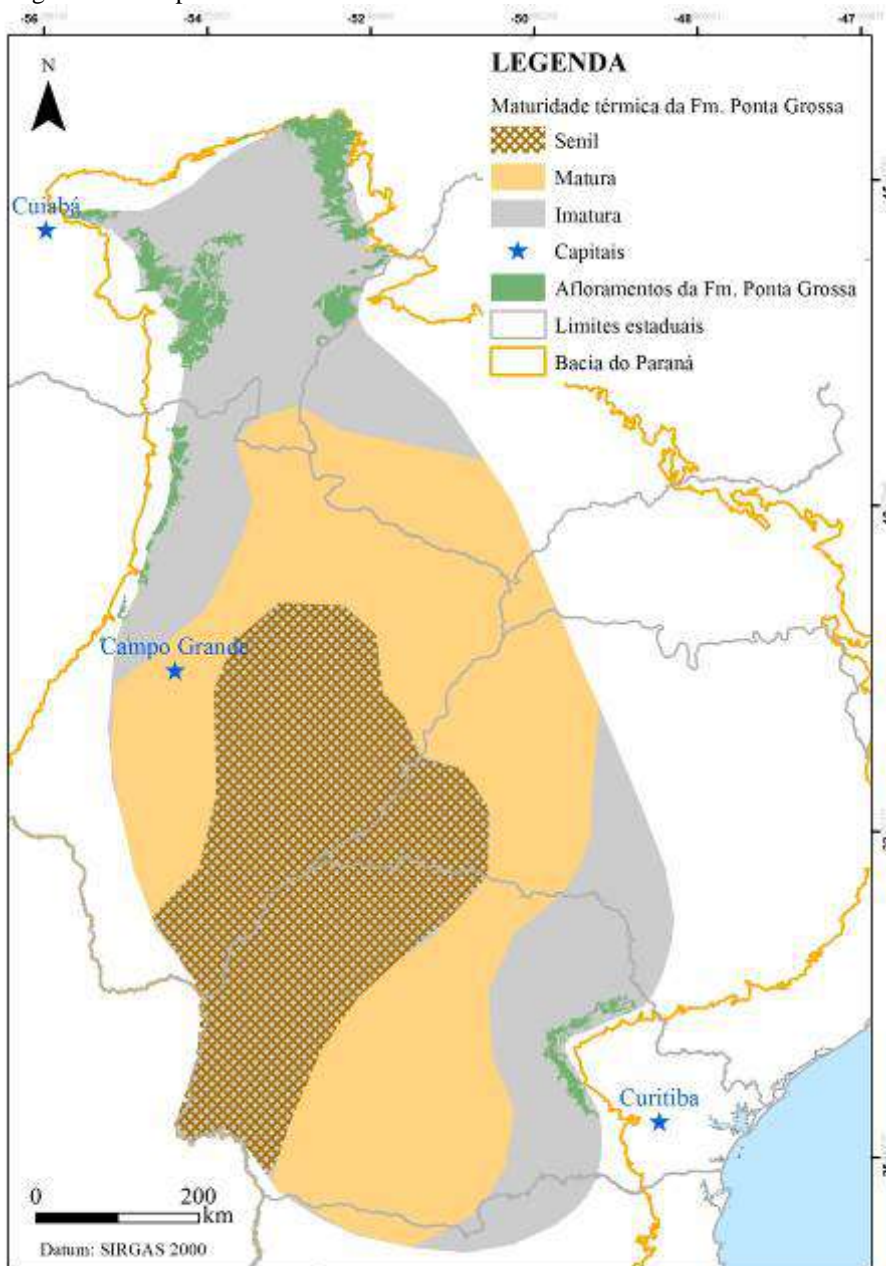 -56
-54
-52
-50
-48
-47
N
LEGENDA
Maturidade térmica da Fm. Ponta Grossa
Senil
Matura
Imatura
Capitais
Afloramentos da Fm. Ponta Grossa
Limites estaduais
Bacia do Paraná
Cuiabá
Campo Grande
Curitiba
0 200
km
Datum: SIRGAS 2000